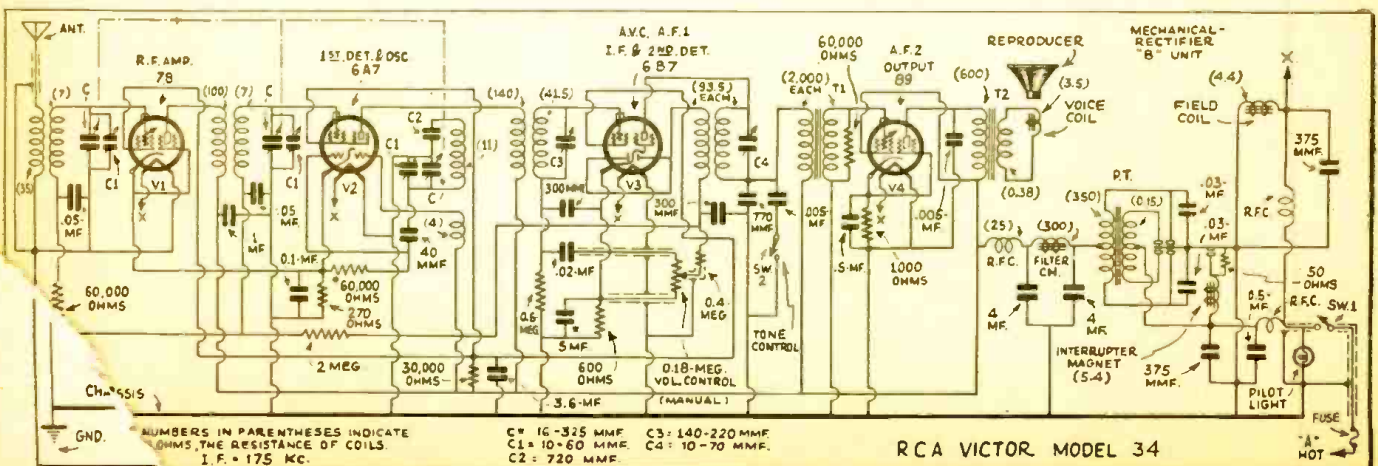 ANT.
R.F. AMP.
78
1ST. DET. & OSC
6A7
A.V.C. A.F.1
I.F. & 2ND. DET.
6B7
60,000
OHMS
A.F.2
OUTPUT
89
REPRODUCER
MECHANICAL-
RECTIFIER
"B" UNIT
(7)
C
(100)
(7)
C
(140)
(41.5)
(93.5)
EACH
(2,000)
EACH
T1
(600)
T2
(3.5)
VOICE
COIL
(4.4)
FIELD
COIL
X
C2
C1
(11)
C3
C4
375
MMF.
(35)
C1
V1
X
C1
V2
X
C
V3
X
V4
X
(0.38)
.05-
MF.
.05
MF.
.1
MF.
(4)
40
MMF
300 MMF
300
MMF.
770
MMF.
.005
MF
.005-
MF.
P.T.
(350)
(0.15)
.03-
MF.
.03-
MF.
R.F.C.
0.1-MF.
60,000
OHMS
270
OHMS
.02-MF.
.5-MF.
1,000
OHMS
(25)
R.F.C.
(300)
FILTER
CH.
60,000
OHMS
0.6
MEG
5 MF.
SW.
2
0.4
MEG
TONE
CONTROL
4
MF.
4
MF.
50
OHMS
0.5-
MF.
R.F.C.
SW.1
2 MEG
30,000
OHMS
3.6-MF.
600
OHMS
0.18-MEG.
VOL. CONTROL
(MANUAL)
INTERRUPTER
MAGNET
(5.4)
375
MMF.
PILOT
LIGHT
FUSE
CHASSIS
GND.
NUMBERS IN PARENTHESES INDICATE
OHMS, THE RESISTANCE OF COILS.
I.F. = 175 KC.
C= 16-325 MMF.
C1= 10-60 MMF.
C2= 720 MMF.
C3= 140-220 MMF.
C4= 10-70 MMF.
RCA VICTOR MODEL 34
"A"
HOT